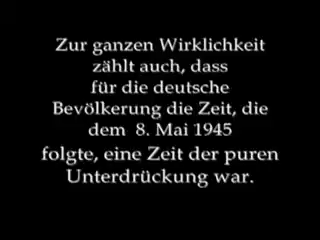 Zur ganzen Wirklichkeit
zählt auch, dass
für die deutsche
Bevölkerung die Zeit, die
dem 8. Mai 1945
folgte, eine Zeit der puren
Unterdrückung war.